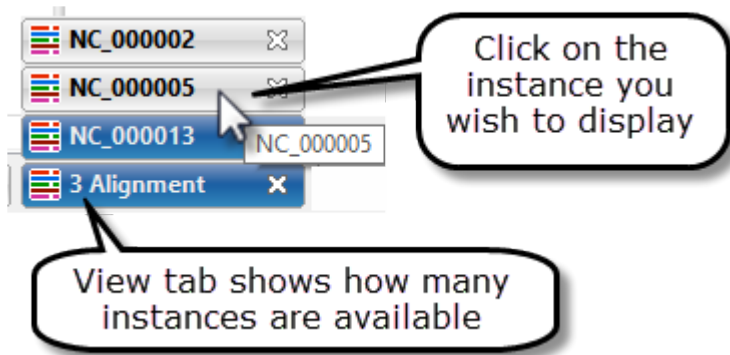 NC_000002
NC_000005
NC_000013
NC_000005
3 Alignment
Click on the
instance you
wish to display
View tab shows how many
instances are available